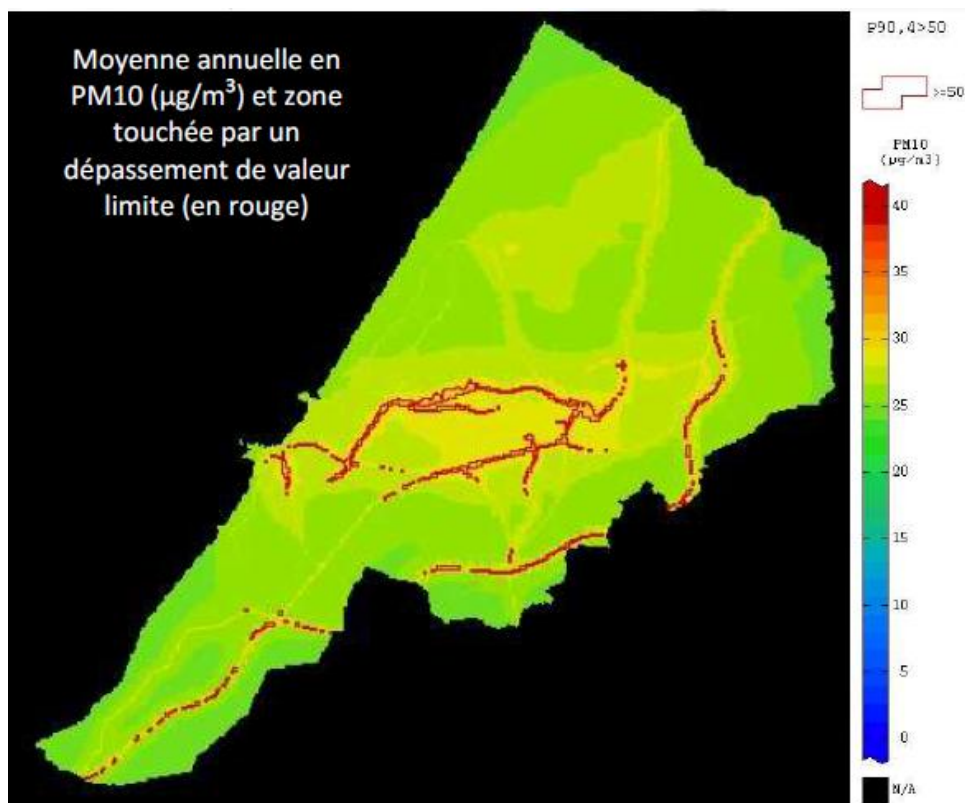 Moyenne annuelle en
PM10 (µg/m³) et zone
touchée par un
dépassement de valeur
limite (en rouge)
P90,4>50
>=50
PM10
(µg/m3)
40
35
30
25
20
15
10
5
0
N/A